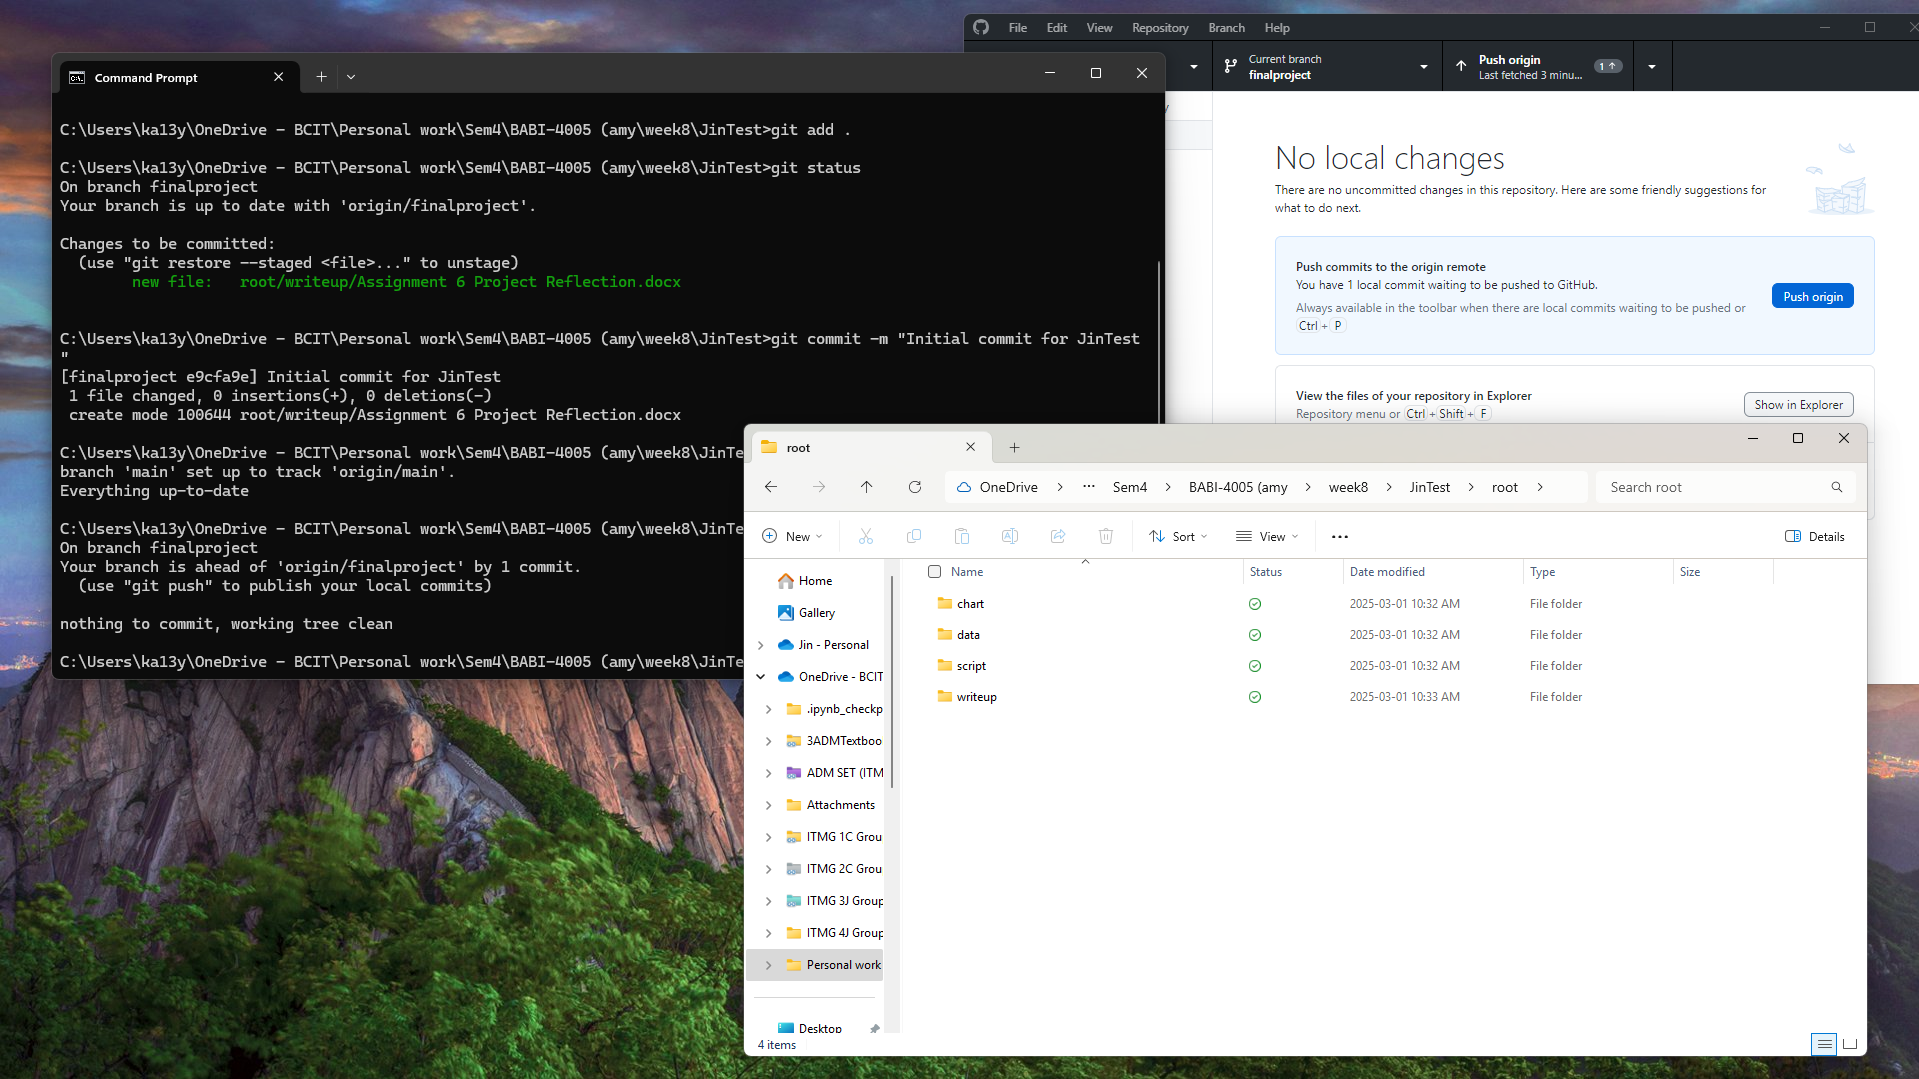 Command Prompt
C:\Users\ka13y\OneDrive - BCIT\Personal work\Sem4\BABI-4005 (amy\week8\JinTest>git add .
C:\Users\ka13y\OneDrive - BCIT\Personal work\Sem4\BABI-4005 (amy\week8\JinTest>git status
On branch finalproject
Your branch is up to date with 'origin/finalproject'.
Changes to be committed:
(use "git restore --staged <file>..." to unstage)
new file:   root/writeup/Assignment 6 Project Reflection.docx
C:\Users\ka13y\OneDrive - BCIT\Personal work\Sem4\BABI-4005 (amy\week8\JinTest>git commit -m "Initial commit for JinTest
"
[finalproject e9cfa9e] Initial commit for JinTest
1 file changed, 0 insertions(+), 0 deletions(-)
create mode 100644 root/writeup/Assignment 6 Project Reflection.docx
C:\Users\ka13y\OneDrive - BCIT\Personal work\Sem4\BABI-4005 (amy\week8\JinTe
branch 'main' set up to track 'origin/main'.
Everything up-to-date
C:\Users\ka13y\OneDrive - BCIT\Personal work\Sem4\BABI-4005 (amy\week8\JinTe
On branch finalproject
Your branch is ahead of 'origin/finalproject' by 1 commit.
(use "git push" to publish your local commits)
nothing to commit, working tree clean
C:\Users\ka13y\OneDrive - BCIT\Personal work\Sem4\BABI-4005 (amy\week8\JinTe
File Edit View Repository Branch Help
Current branch
finalproject
Push origin
Last fetched 3 minu...
1
No local changes
There are no uncommitted changes in this repository. Here are some friendly suggestions for
what to do next.
Push commits to the origin remote
You have 1 local commit waiting to be pushed to GitHub.
Always available in the toolbar when there are local commits waiting to be pushed or
Ctrl + P
Push origin
View the files of your repository in Explorer
Repository menu or Ctrl + Shift + F
Show in Explorer
root
OneDrive > ... Sem4 > BABI-4005 (amy > week8 > JinTest > root >
Search root
New
Sort
View
...
Details
Home
Gallery
Jin - Personal
OneDrive - BCIT
.ipynb_checkp
3ADMTextboo
ADM SET (ITM
Attachments
ITMG 1C Grou
ITMG 2C Grou
ITMG 3J Group
ITMG 4J Group
Personal work
Desktop
Name Status Date modified Type Size
chart 2025-03-01 10:32 AM File folder
data 2025-03-01 10:32 AM File folder
script 2025-03-01 10:32 AM File folder
writeup 2025-03-01 10:33 AM File folder
4 items